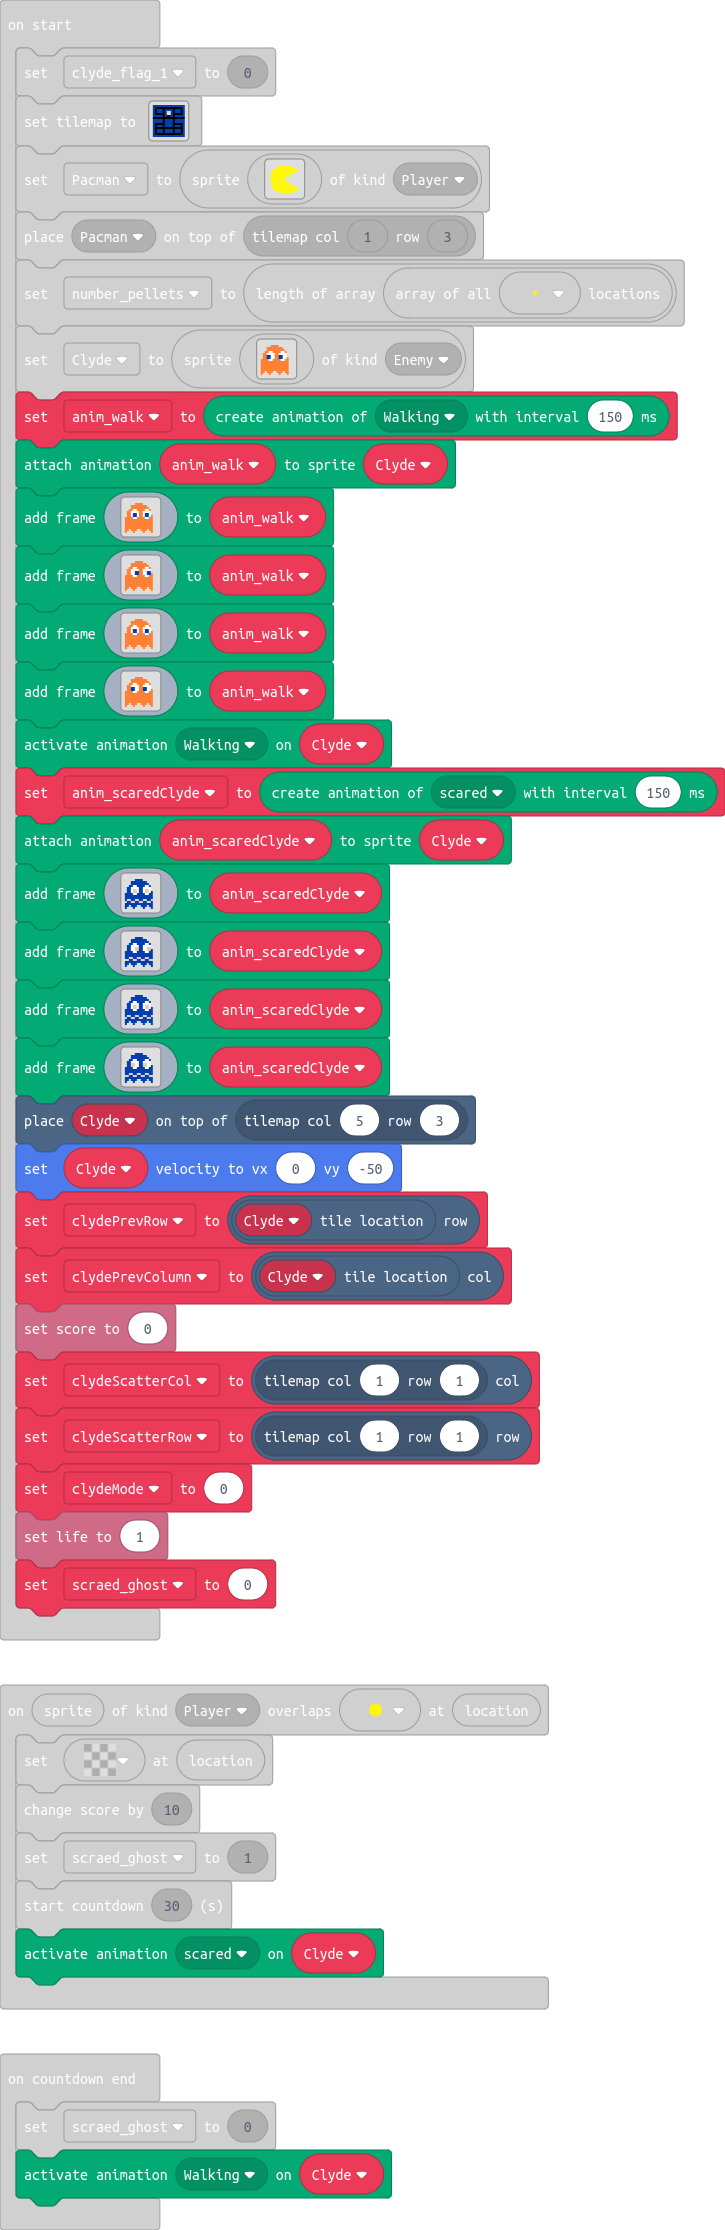 on start
set clyde_flag_1 to 0
set tilemap to
set Pacman to sprite of kind Player
place Pacman on top of tilemap col 1 row 3
set number_pellets to length of array array of all locations
set Clyde to sprite of kind Enemy
set anim_walk to create animation of Walking with interval 150 ms
attach animation anim_walk to sprite Clyde
add frame to anim_walk
add frame to anim_walk
add frame to anim_walk
add frame to anim_walk
activate animation Walking on Clyde
set anim_scaredClyde to create animation of scared with interval 150 ms
attach animation anim_scaredClyde to sprite Clyde
add frame to anim_scaredClyde
add frame to anim_scaredClyde
add frame to anim_scaredClyde
add frame to anim_scaredClyde
place Clyde on top of tilemap col 5 row 3
set Clyde velocity to vx 0 vy -50
set clydePrevRow to Clyde tile location row
set clydePrevColumn to Clyde tile location col
set score to 0
set clydeScatterCol to tilemap col 1 row 1 col
set clydeScatterRow to tilemap col 1 row 1 row
set clydeMode to 0
set life to 1
set scraed_ghost to 0
on sprite of kind Player overlaps at location
set at location
change score by 10
set scraed_ghost to 1
start countdown 30 (s)
activate animation scared on Clyde
on countdown end
set scraed_ghost to 0
activate animation Walking on Clyde